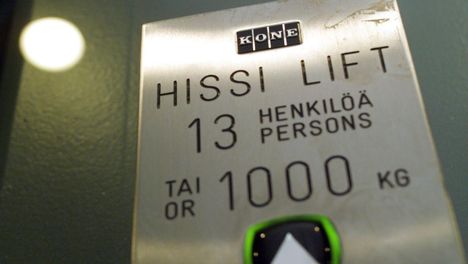 KONE
HISSI LIFT
13 HENKILÖÄ
PERSONS
TAI
OR 1000 KG